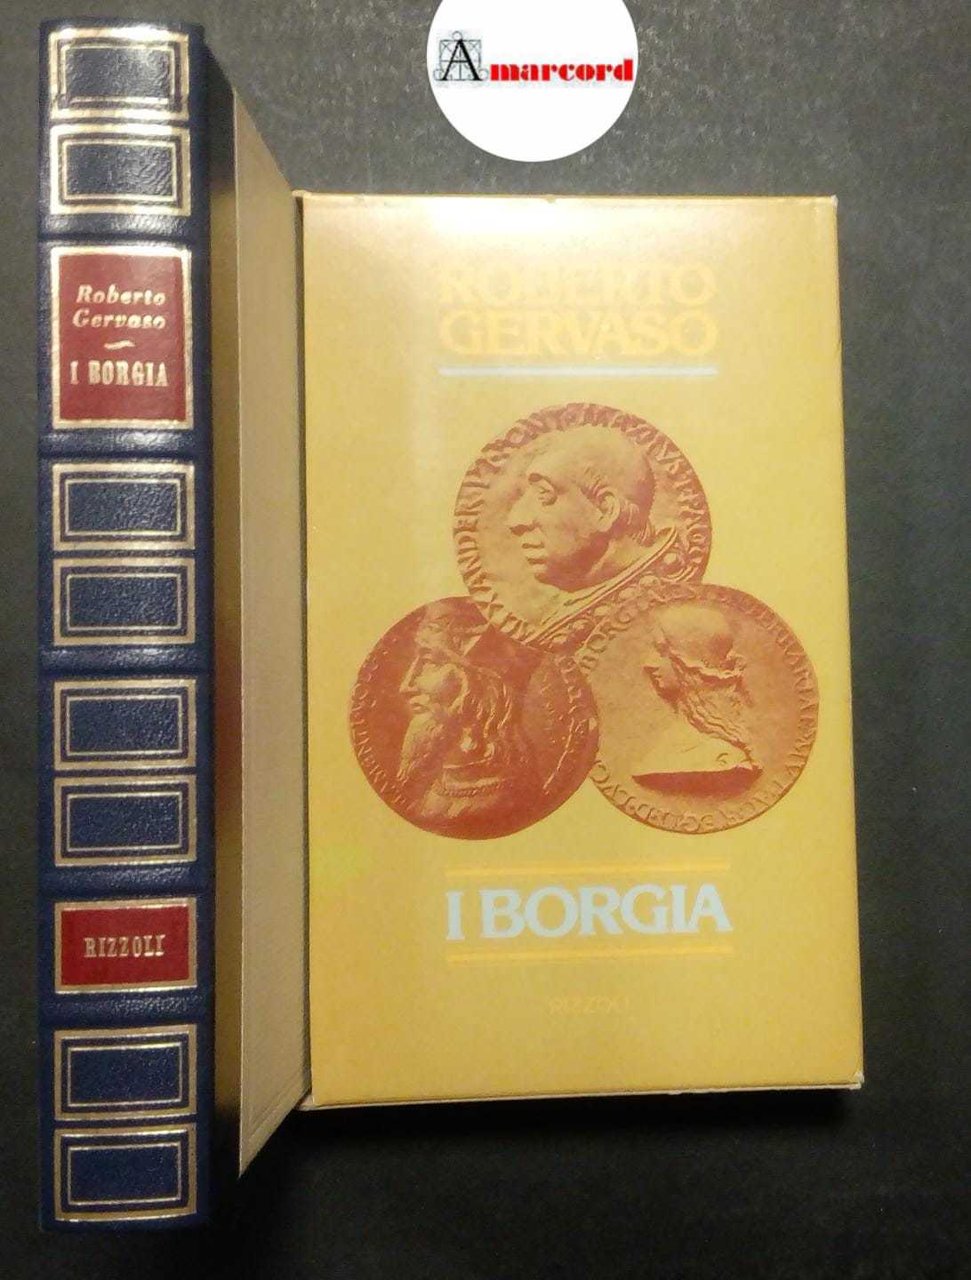 Amarcord
Roberto
Gervaso
I BORGIA
RIZZOLI
ROBERTO
GERVASO
I BORGIA
RIZZOLI